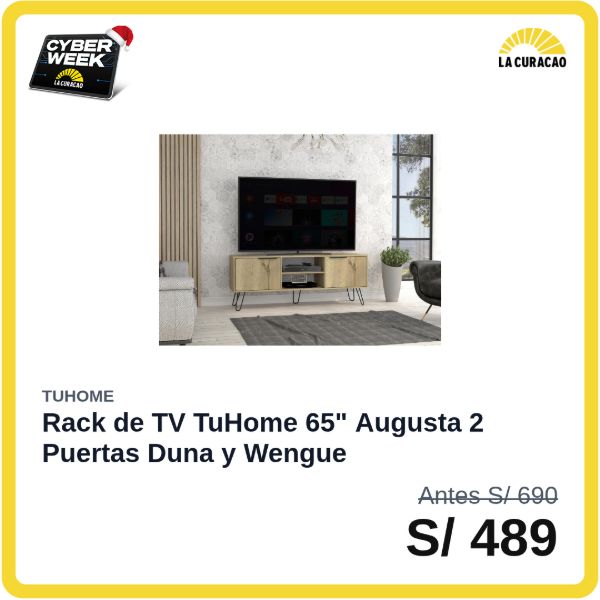 CYBER
WEEK
LA CURACAO
LA CURACAO
TUHOME
Rack de TV TuHome 65" Augusta 2
Puertas Duna y Wengue
Antes S/ 690
S/ 489